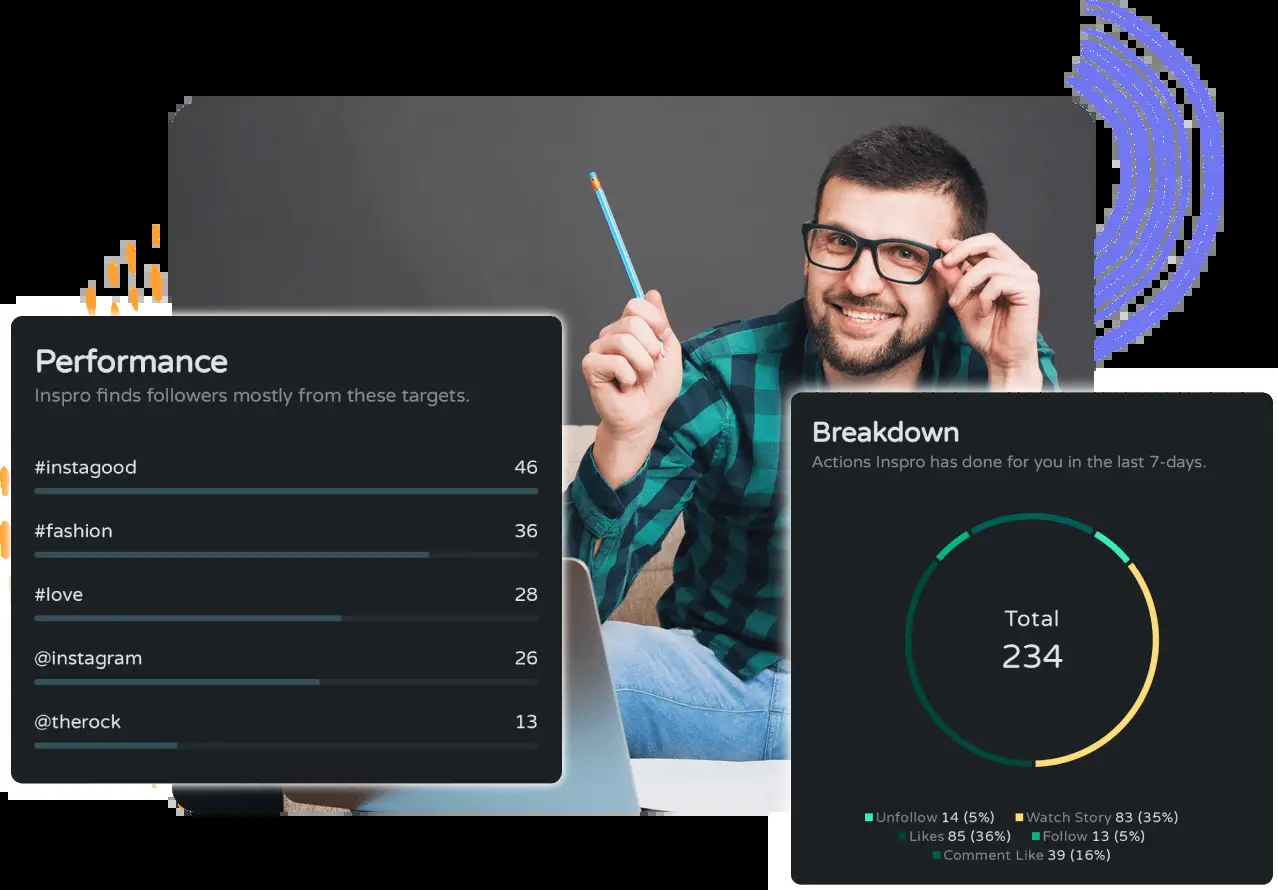 Performance
Inspro finds followers mostly from these targets.
#instagood 46
#fashion 36
#love 28
@instagram 26
@therock 13
Breakdown
Actions Inspro has done for you in the last 7-days.
Total
234
Unfollow 14 (5%) Watch Story 83 (35%)
Likes 85 (36%) Follow 13 (5%)
Comment Like 39 (16%)